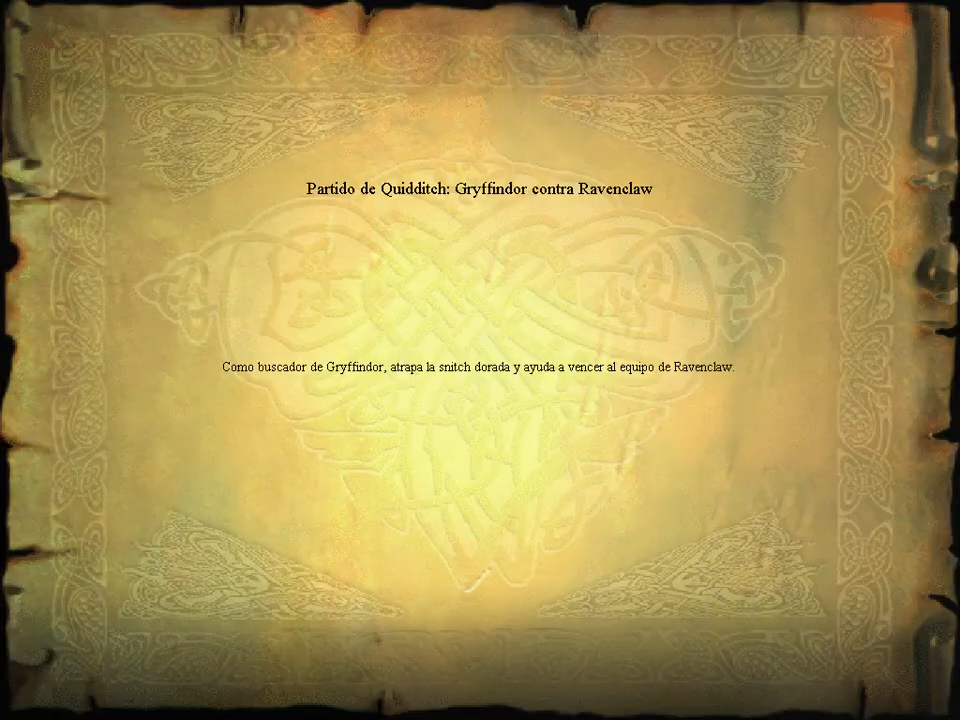 Partido de Quidditch: Gryffindor contra Ravenclaw
Como buscador de Gryffindor, atrapa la snitch dorada y ayuda a vencer al equipo de Ravenclaw.